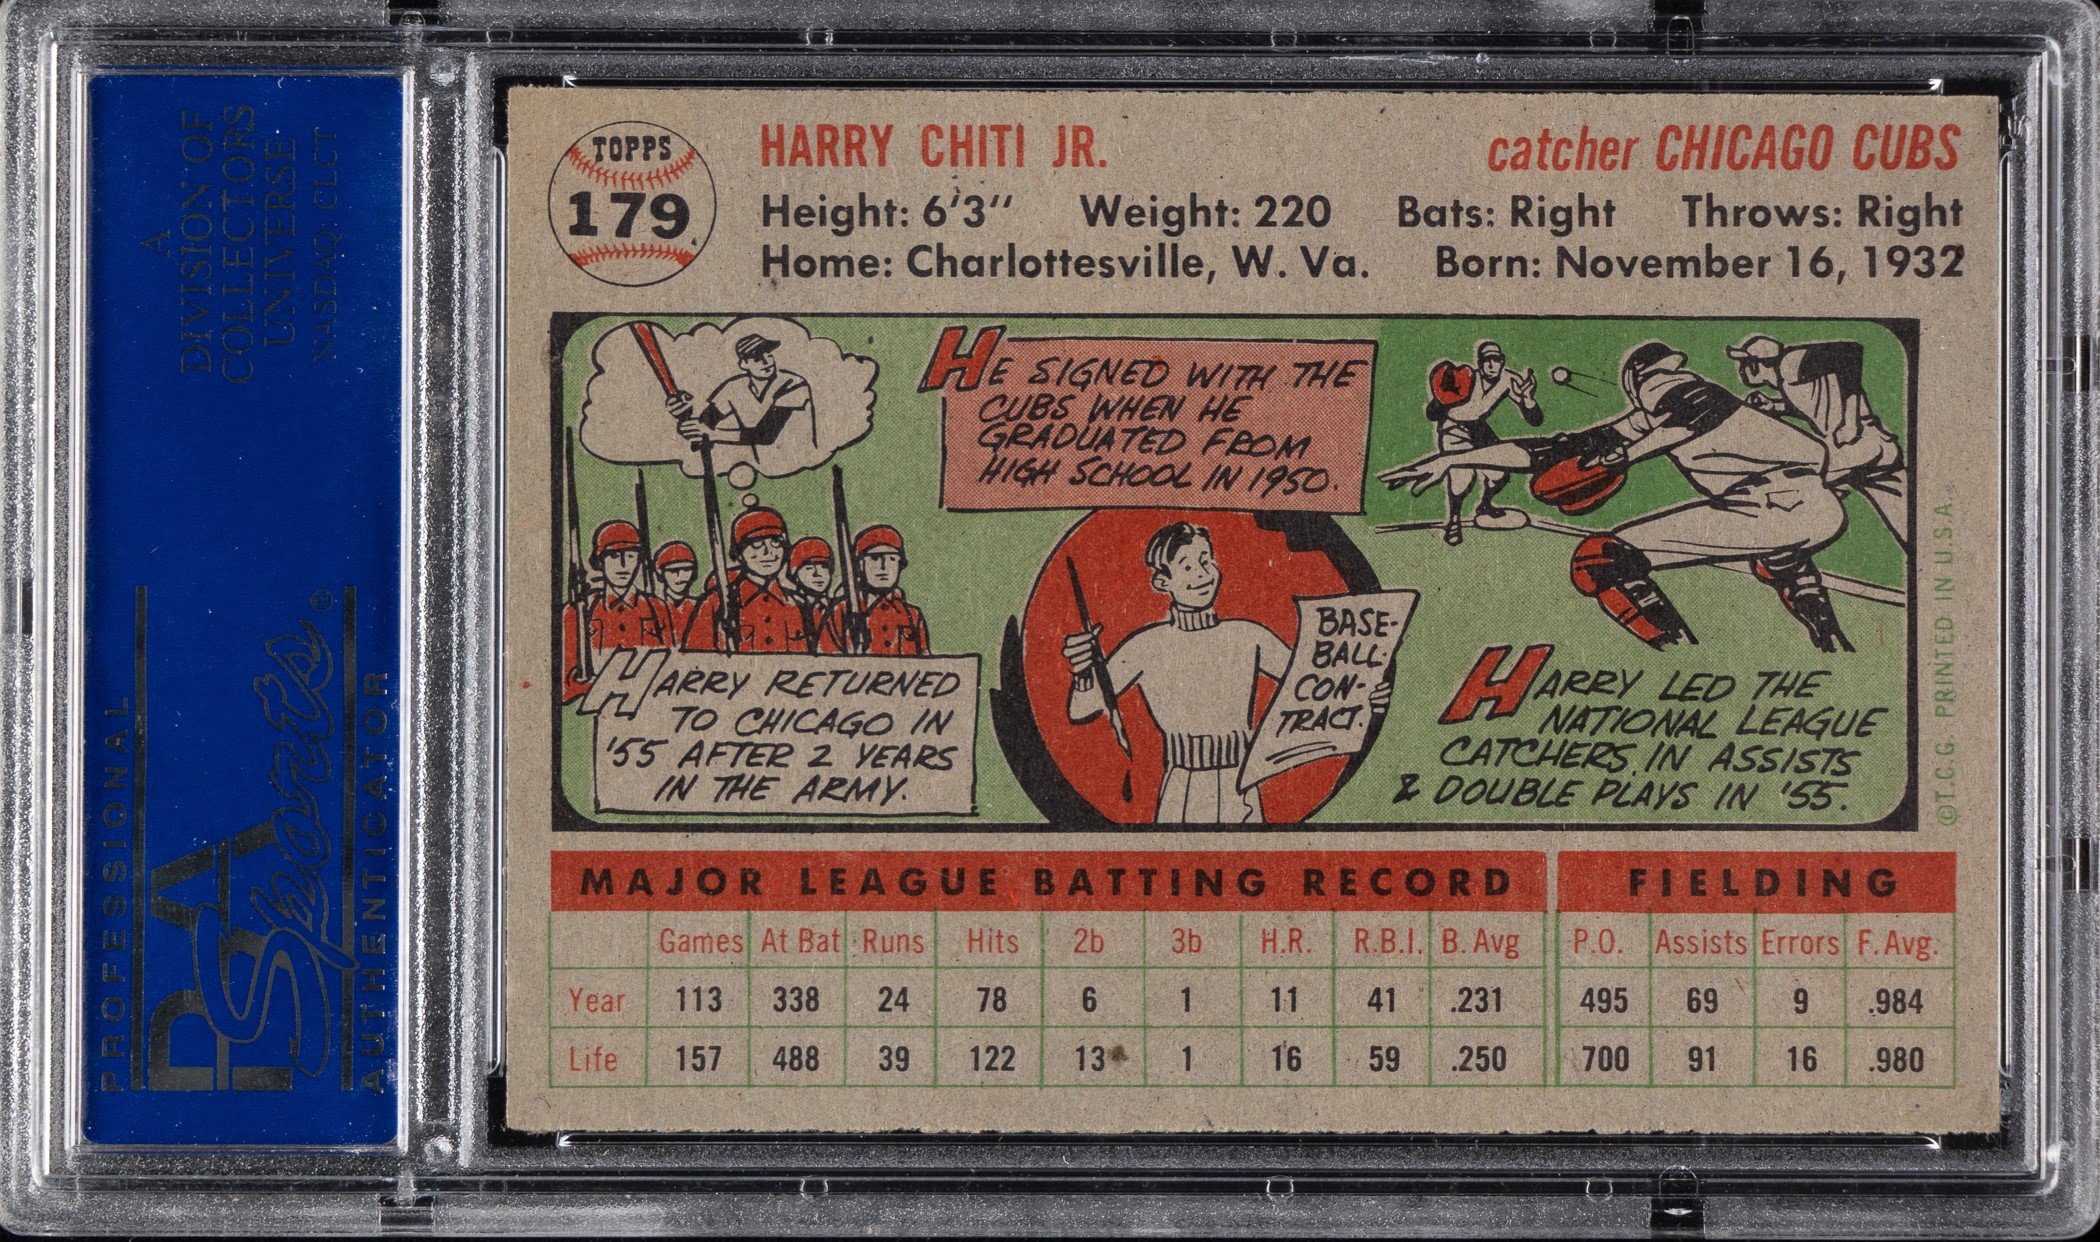 A
DIVISION OF
COLLECTORS
UNIVERSE
NASDAQ: CLCT
PROFESSIONAL
PSA
Sports®
AUTHENTICATOR
TOPPS
179
HARRY CHITI JR.
catcher CHICAGO CUBS
Height: 6'3" Weight: 220 Bats: Right Throws: Right
Home: Charlottesville, W. Va. Born: November 16, 1932
HE SIGNED WITH THE
CUBS WHEN HE
GRADUATED FROM
HIGH SCHOOL IN 1950.
HARRY RETURNED
TO CHICAGO IN
'55 AFTER 2 YEARS
IN THE ARMY.
BASE-
BALL
CON-
TRACT.
HARRY LED THE
NATIONAL LEAGUE
CATCHERS IN ASSISTS
& DOUBLE PLAYS IN '55.
©T.C.G. PRINTED IN U.S.A.
MAJOR LEAGUE BATTING RECORD FIELDING
Games At Bat Runs Hits 2b 3b H.R. R.B.I. B. Avg P.O. Assists Errors F. Avg.
Year 113 338 24 78 6 1 11 41 .231 495 69 9 .984
Life 157 488 39 122 13 1 16 59 .250 700 91 16 .980